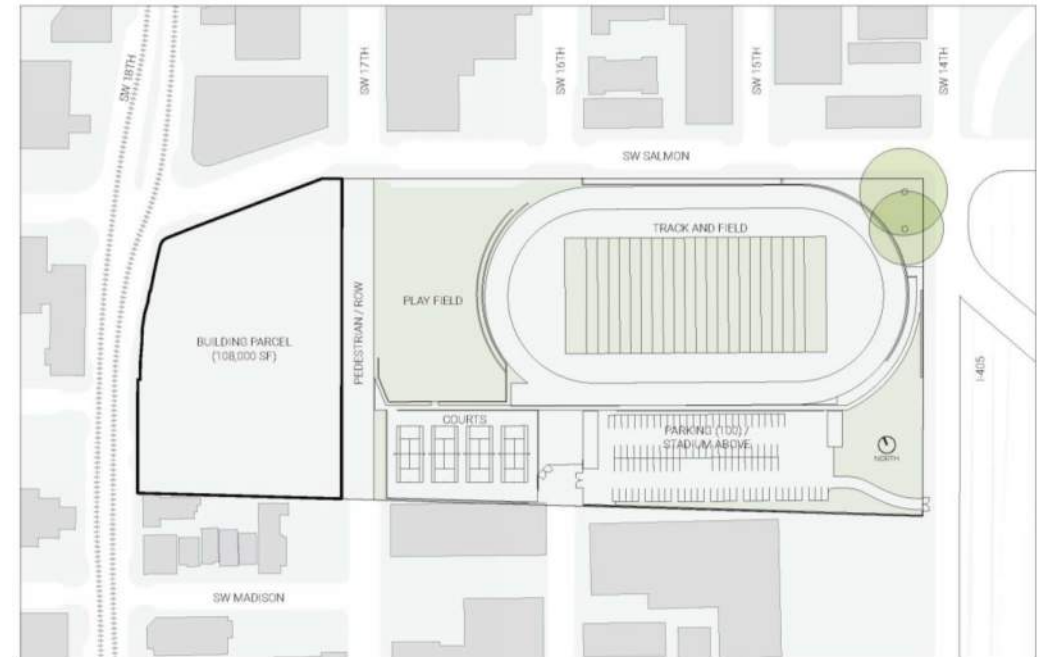 SW 18TH
SW 17TH
SW 16TH
SW 15TH
SW 14TH
SW SALMON
TRACK AND FIELD
PLAY FIELD
PEDESTRIAN / ROW
BUILDING PARCEL
(108,000 SF)
I-405
COURTS
PARKING (100) /
STADIUM ABOVE
NORTH
SW MADISON